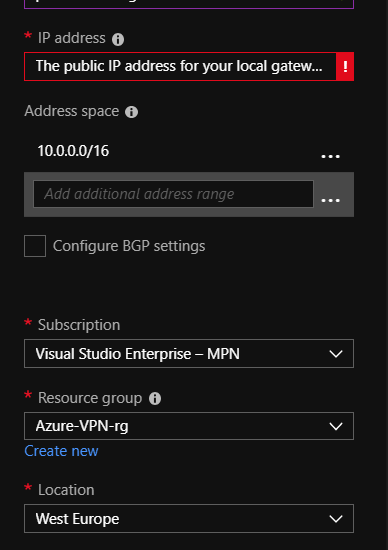 * IP address
The public IP address for your local gatew...
Address space
10.0.0.0/16
Add additional address range
Configure BGP settings
* Subscription
Visual Studio Enterprise – MPN
* Resource group
Azure-VPN-rg
Create new
* Location
West Europe